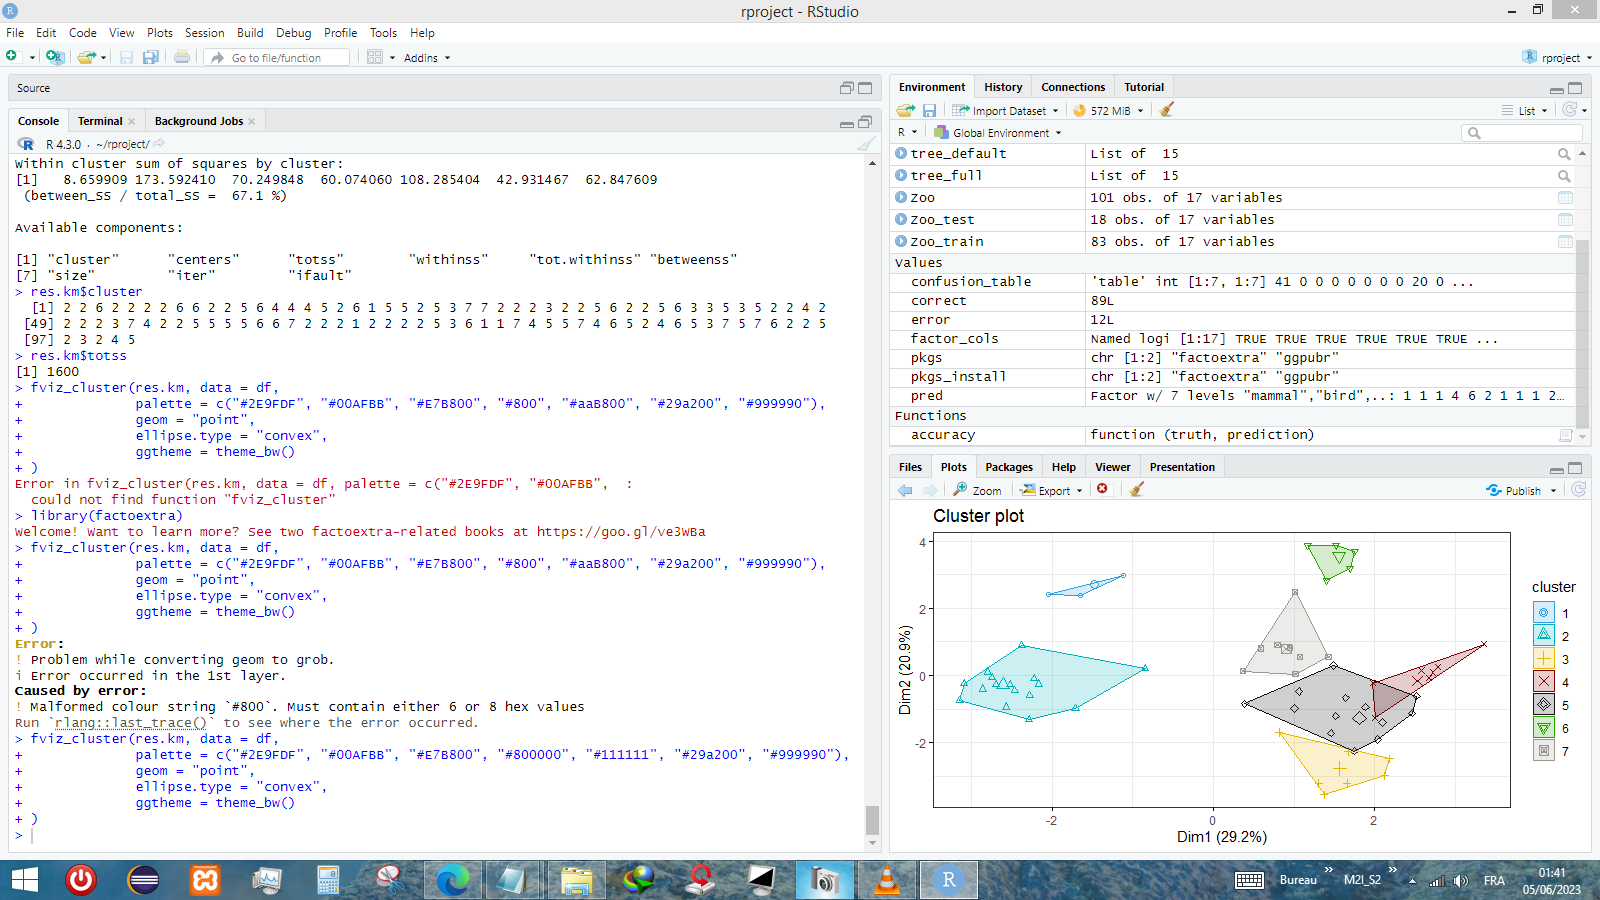 rproject - RStudio
File Edit Code View Plots Session Build Debug Profile Tools Help
Go to file/function Addins rproject
Source
Console Terminal Background Jobs
R 4.3.0 · ~/rproject/
Within cluster sum of squares by cluster:
[1] 8.659909 173.592410 70.249848 60.074060 108.285404 42.931467 62.847609
(between_SS / total_SS = 67.1 %)
Available components:
[1] "cluster" "centers" "totss" "withinss" "tot.withinss" "betweenss"
[7] "size" "iter" "ifault"
> res.km$cluster
[1] 2 2 6 2 2 2 2 6 6 2 2 5 6 4 4 4 5 2 6 1 5 5 2 5 3 7 7 2 2 2 3 2 2 5 6 2 2 5 6 3 3 5 3 5 2 2 4 2
[49] 2 2 2 3 7 4 2 2 5 5 5 5 6 6 7 2 2 2 1 2 2 2 2 5 3 6 1 1 7 4 5 5 7 4 6 5 2 4 6 5 3 7 5 7 6 2 2 5
[97] 2 3 2 4 5
> res.km$totss
[1] 1600
> fviz_cluster(res.km, data = df,
+ palette = c("#2E9FDF", "#00AFBB", "#E7B800", "#800", "#aaB800", "#29a200", "#999990"),
+ geom = "point",
+ ellipse.type = "convex",
+ ggtheme = theme_bw()
+ )
Error in fviz_cluster(res.km, data = df, palette = c("#2E9FDF", "#00AFBB", :
could not find function "fviz_cluster"
> library(factoextra)
Welcome! Want to learn more? See two factoextra-related books at https://goo.gl/ve3WBa
> fviz_cluster(res.km, data = df,
+ palette = c("#2E9FDF", "#00AFBB", "#E7B800", "#800", "#aaB800", "#29a200", "#999990"),
+ geom = "point",
+ ellipse.type = "convex",
+ ggtheme = theme_bw()
+ )
Error:
! Problem while converting geom to grob.
i Error occurred in the 1st layer.
Caused by error:
! Malformed colour string `#800`. Must contain either 6 or 8 hex values
Run `rlang::last_trace()` to see where the error occurred.
> fviz_cluster(res.km, data = df,
+ palette = c("#2E9FDF", "#00AFBB", "#E7B800", "#800000", "#111111", "#29a200", "#999990"),
+ geom = "point",
+ ellipse.type = "convex",
+ ggtheme = theme_bw()
+ )
>
Environment History Connections Tutorial
Import Dataset 572 MiB List
R Global Environment
tree_default List of 15
tree_full List of 15
Zoo 101 obs. of 17 variables
Zoo_test 18 obs. of 17 variables
Zoo_train 83 obs. of 17 variables
Values
confusion_table 'table' int [1:7, 1:7] 41 0 0 0 0 0 0 0 20 0 ...
correct 89L
error 12L
factor_cols Named logi [1:17] TRUE TRUE TRUE TRUE TRUE TRUE ...
pkgs chr [1:2] "factoextra" "ggpubr"
pkgs_install chr [1:2] "factoextra" "ggpubr"
pred Factor w/ 7 levels "mammal","bird",..: 1 1 1 4 6 2 1 1 1 2…
Functions
accuracy function (truth, prediction)
Files Plots Packages Help Viewer Presentation
Zoom Export Publish
Cluster plot
4
2
0
-2
Dim2 (20.9%)
-2 0 2
Dim1 (29.2%)
cluster
1
2
3
4
5
6
7
Bureau » M2I_S2 » FRA 01:41
05/06/2023